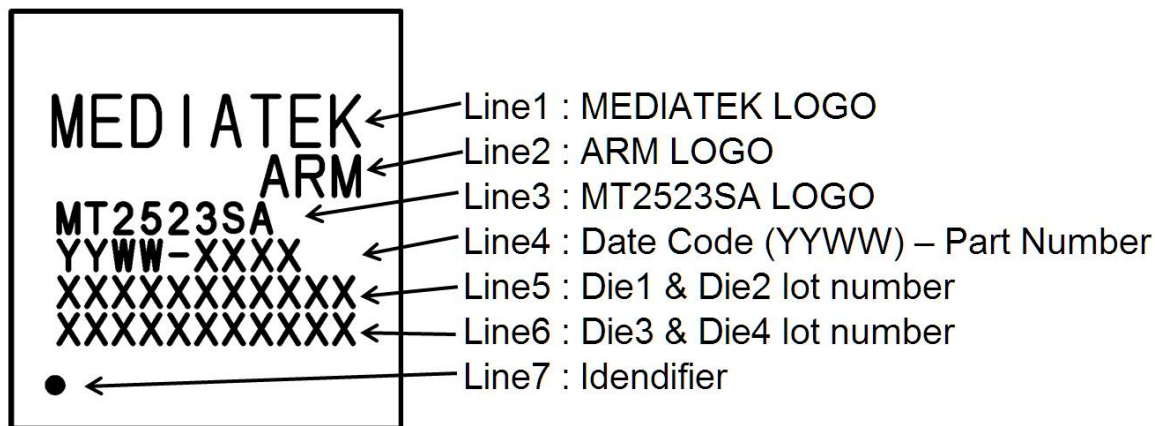 MEDIATEK
ARM
MT2523SA
YYWW-XXXX
XXXXXXXXXXX
XXXXXXXXXXX
Line1 : MEDIATEK LOGO
Line2 : ARM LOGO
Line3 : MT2523SA LOGO
Line4 : Date Code (YYWW) – Part Number
Line5 : Die1 & Die2 lot number
Line6 : Die3 & Die4 lot number
Line7 : Idendifier